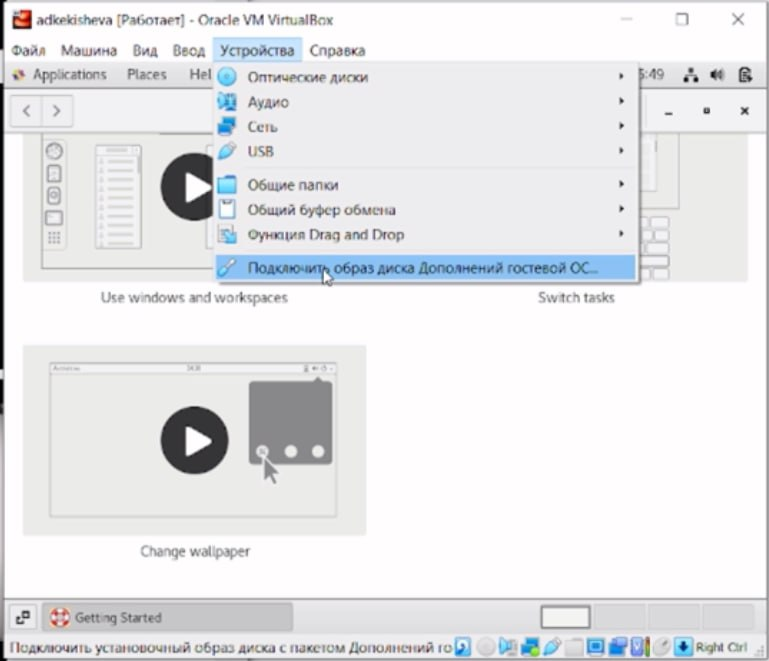 adkekisheva [Работает] - Oracle VM VirtualBox
Файл Машина Вид Ввод Устройства Справка
Applications Places Hel 5:49
Оптические диски
Аудио
Сеть
USB
Общие папки
Общий буфер обмена
Функция Drag and Drop
Подключить образ диска Дополнений гостевой ОС...
Use windows and workspaces
Switch tasks
Change wallpaper
Getting Started
Подключить установочный образ диска с пакетом Дополнений го
Right Ctrl